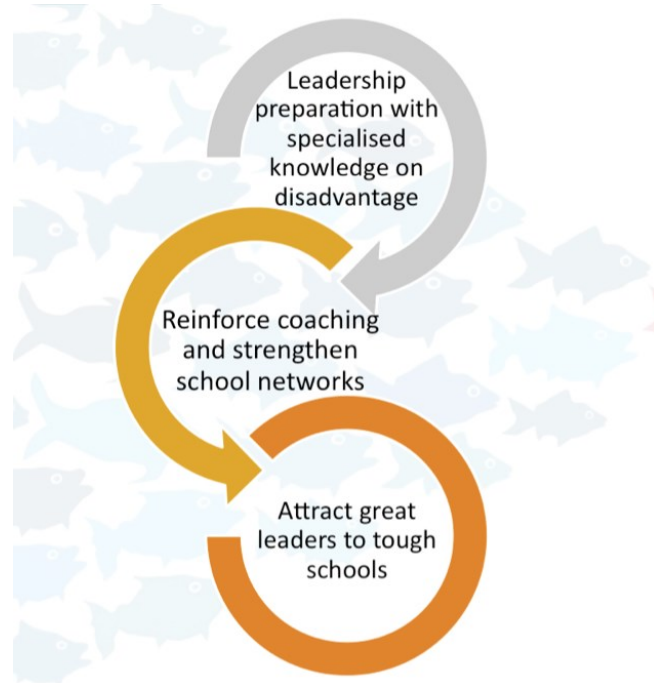 Leadership
preparation with
specialised
knowledge on
disadvantage
Reinforce coaching
and strengthen
school networks
Attract great
leaders to tough
schools